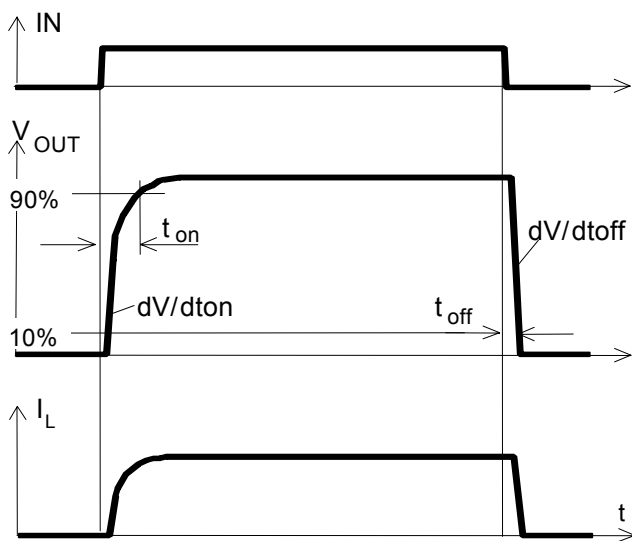 IN
V OUT
90%
t on
dV/dtoff
dV/dton
t off
10%
I L
t